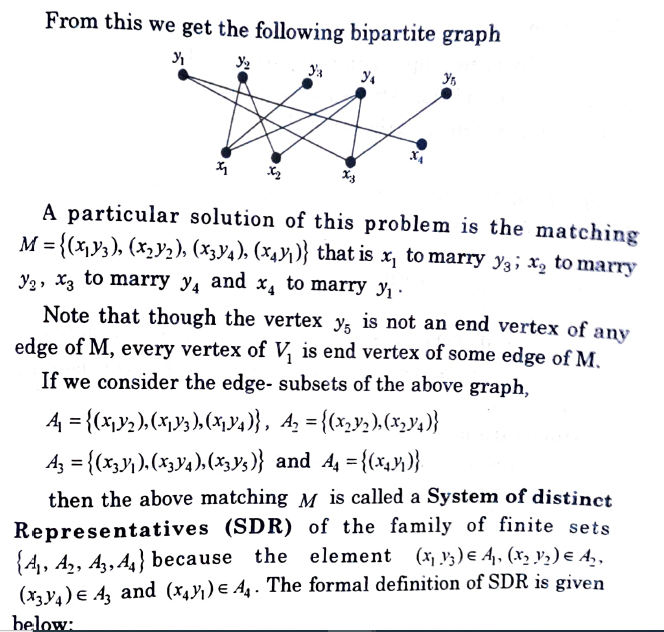 From this we get the following bipartite graph
y₁ y₂ y₃ y₄ y₅
x₁ x₂ x₃ x₄
A particular solution of this problem is the matching
M = {(x₁y₃), (x₂y₂), (x₃y₄), (x₄y₁)} that is x₁ to marry y₃; x₂ to marry
y₂, x₃ to marry y₄ and x₄ to marry y₁.
Note that though the vertex y₅ is not an end vertex of any
edge of M, every vertex of V₁ is end vertex of some edge of M.
If we consider the edge- subsets of the above graph,
A₁ = {(x₁y₂),(x₁y₃),(x₁y₄)}, A₂ = {(x₂y₂),(x₂y₄)}
A₃ = {(x₃y₁).(x₃y₄),(x₃y₅)} and A₄ = {(x₄y₁)}
then the above matching M is called a System of distinct
Representatives (SDR) of the family of finite sets
{A₁, A₂, A₃, A₄} because the element (x₁ y₃) ∈ A₁, (x₂ y₂) ∈ A₂,
(x₃y₄) ∈ A₃ and (x₄y₁) ∈ A₄. The formal definition of SDR is given
below: